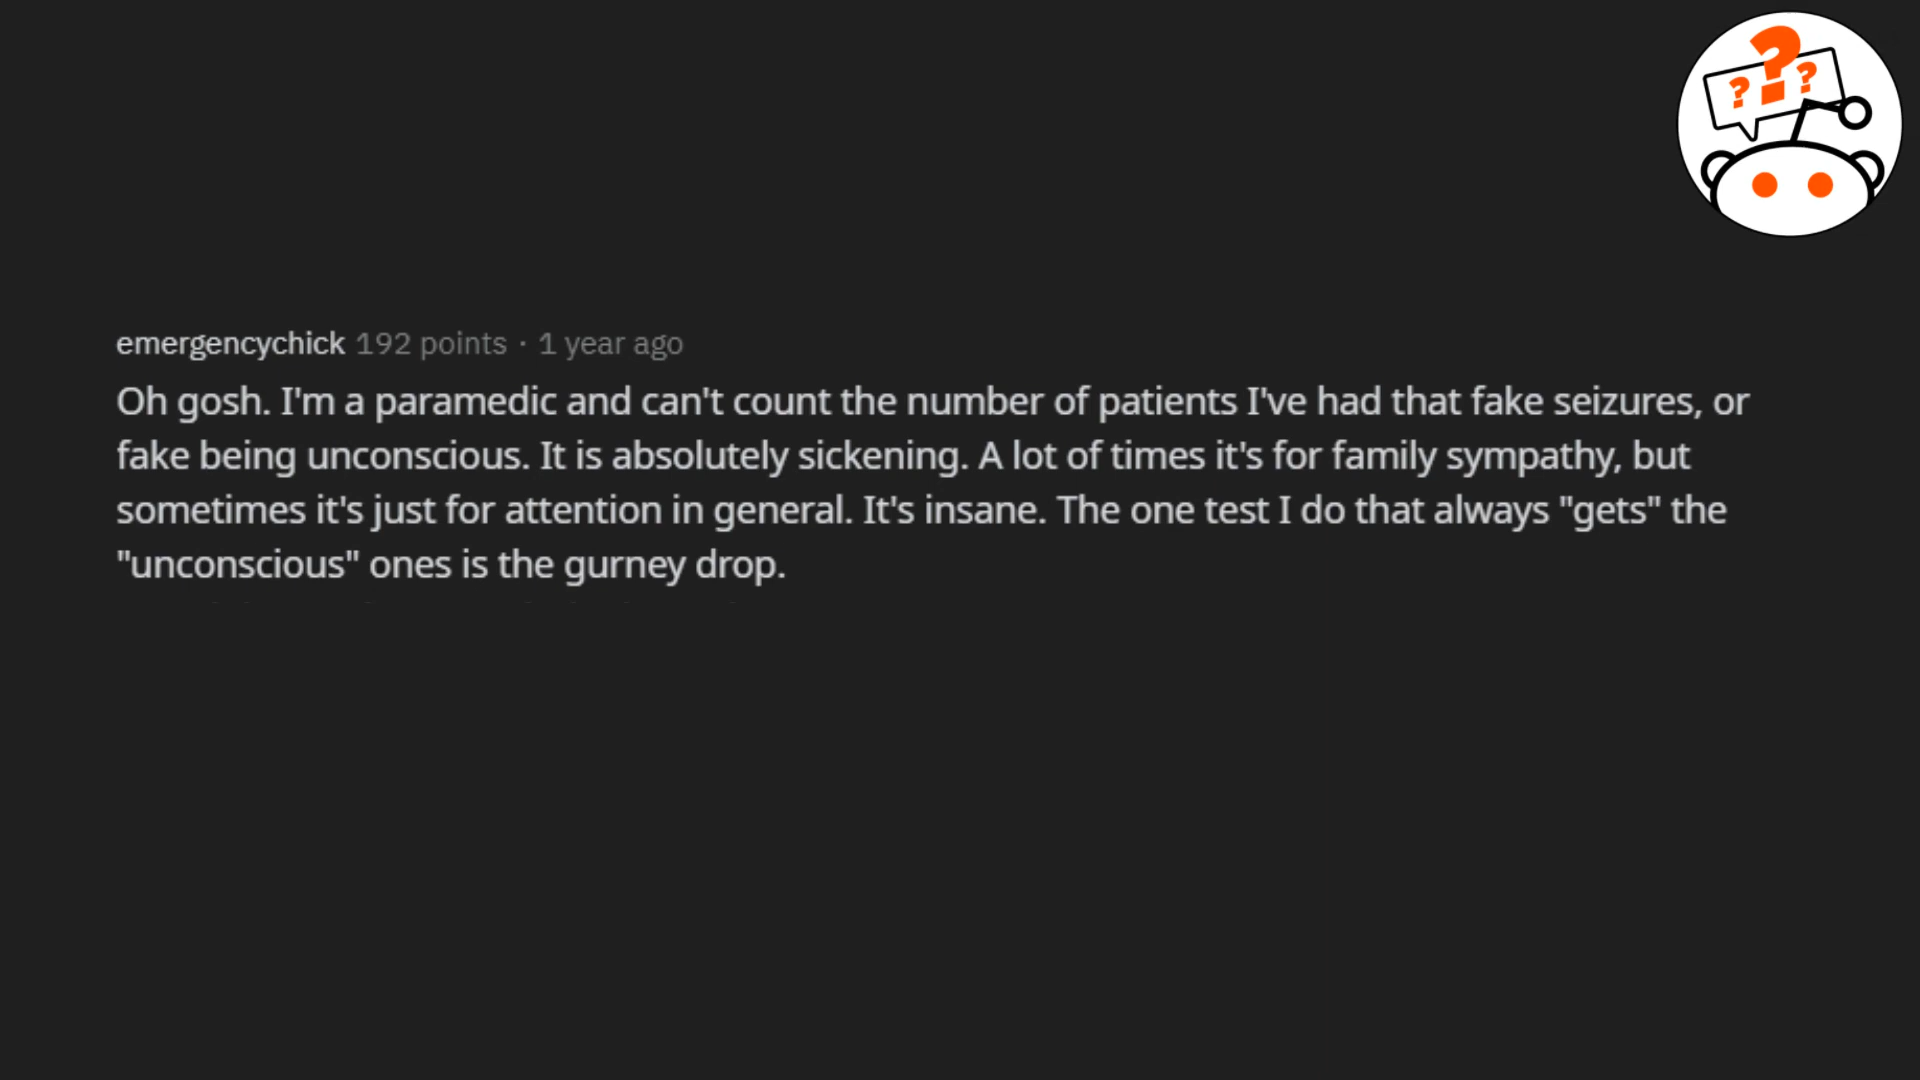 ? ? ?
emergencychick 192 points · 1 year ago
Oh gosh. I'm a paramedic and can't count the number of patients I've had that fake seizures, or
fake being unconscious. It is absolutely sickening. A lot of times it's for family sympathy, but
sometimes it's just for attention in general. It's insane. The one test I do that always "gets" the
"unconscious" ones is the gurney drop.